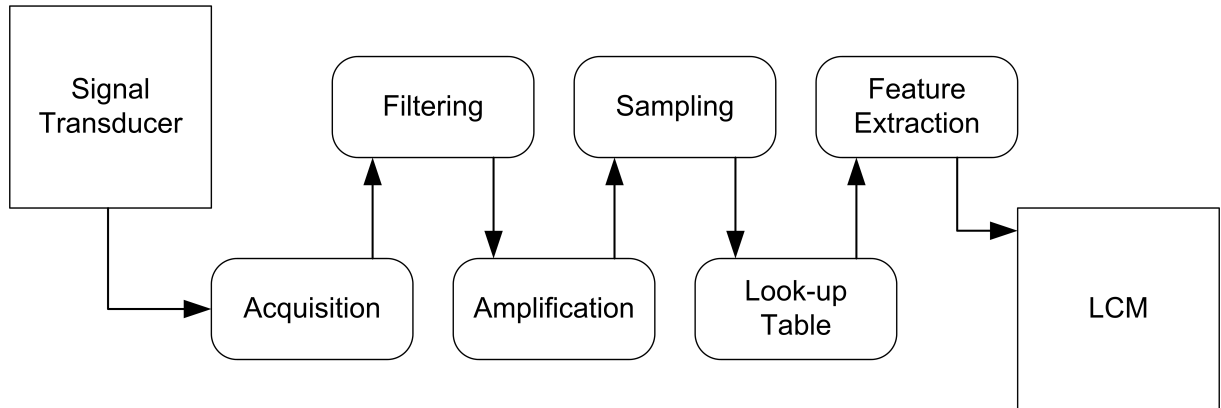 Signal
Transducer
Filtering
Sampling
Feature
Extraction
Acquisition
Amplification
Look-up
Table
LCM